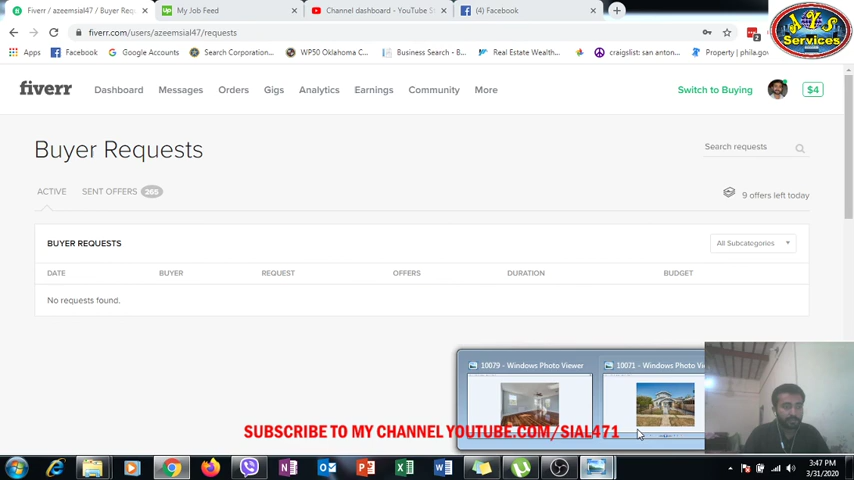 Fiverr / azeemsial47 / Buyer Requ
My Job Feed
Channel dashboard - YouTube S
(4) Facebook
fiverr.com/users/azeemsial47/requests
Apps
Facebook
Google Accounts
Search Corporation...
WP50 Oklahoma C...
Business Search - B...
Real Estate Wealth...
craigslist: san anton...
Property | phila.gov...
JYS
Services
fiverr
Dashboard
Messages
Orders
Gigs
Analytics
Earnings
Community
More
Switch to Buying
$4
Buyer Requests
Search requests
ACTIVE
SENT OFFERS 265
9 offers left today
BUYER REQUESTS
All Subcategories
DATE
BUYER
REQUEST
OFFERS
DURATION
BUDGET
No requests found.
10079 - Windows Photo Viewer
10071 - Windows Photo Vi
SUBSCRIBE TO MY CHANNEL YOUTUBE.COM/SIAL471
3:47 PM
3/31/2020